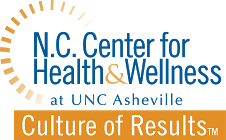 N.C. Center for
Health&Wellness
at UNC Asheville
Culture of Results™